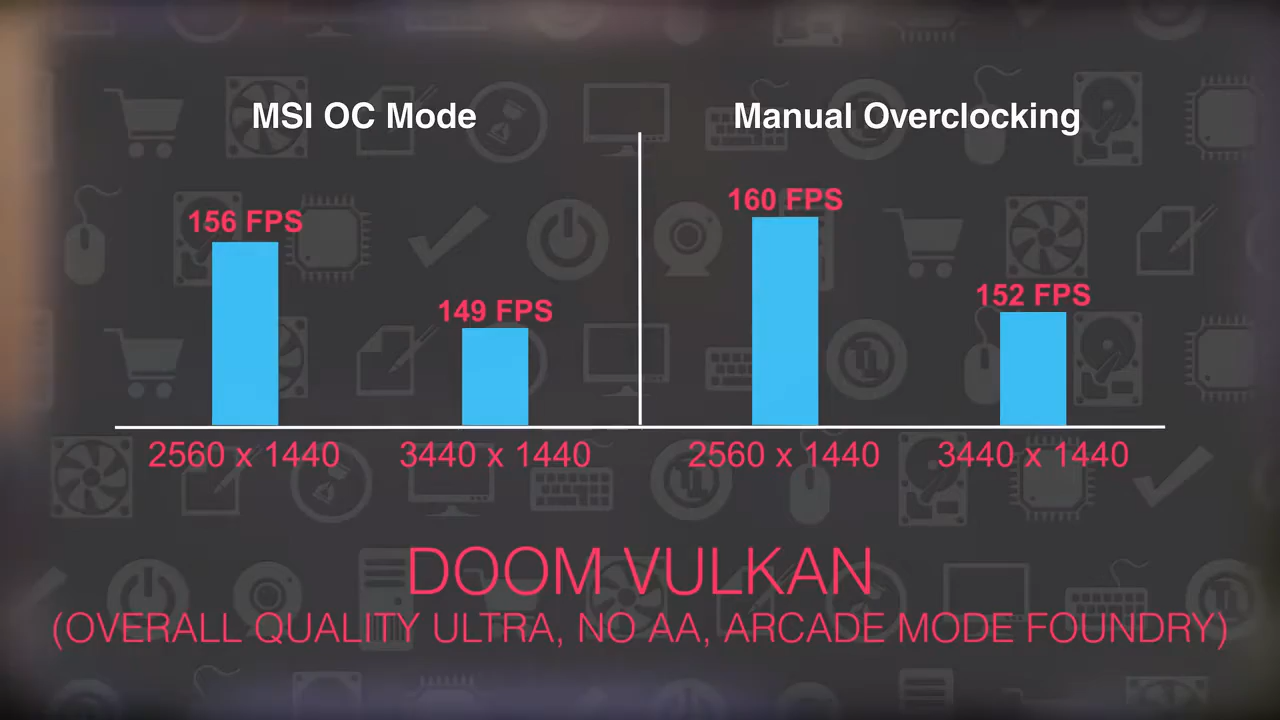 MSI OC Mode
Manual Overclocking
156 FPS
149 FPS
160 FPS
152 FPS
2560 x 1440
3440 x 1440
2560 x 1440
3440 x 1440
DOOM VULKAN
(OVERALL QUALITY ULTRA, NO AA, ARCADE MODE FOUNDRY)